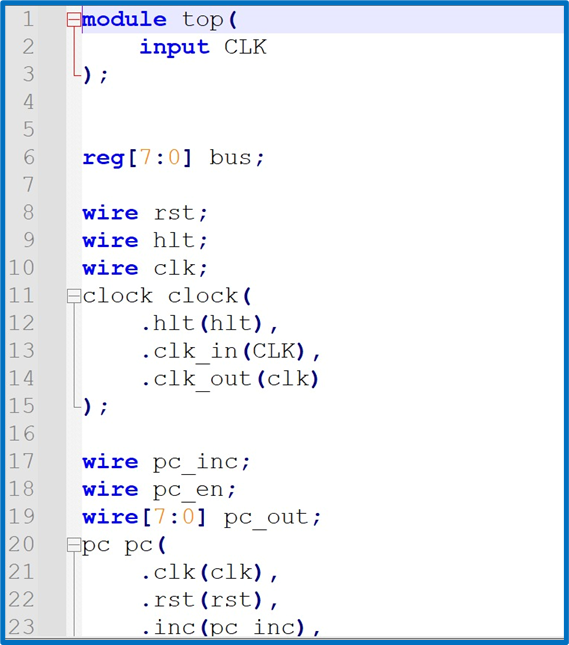 1 module top(
2     input CLK
3 );
4
5
6 reg[7:0] bus;
7
8 wire rst;
9 wire hlt;
10 wire clk;
11 clock clock(
12     .hlt(hlt),
13     .clk_in(CLK),
14     .clk_out(clk)
15 );
16
17 wire pc_inc;
18 wire pc_en;
19 wire[7:0] pc_out;
20 pc pc(
21     .clk(clk),
22     .rst(rst),
23     .inc(pc_inc),